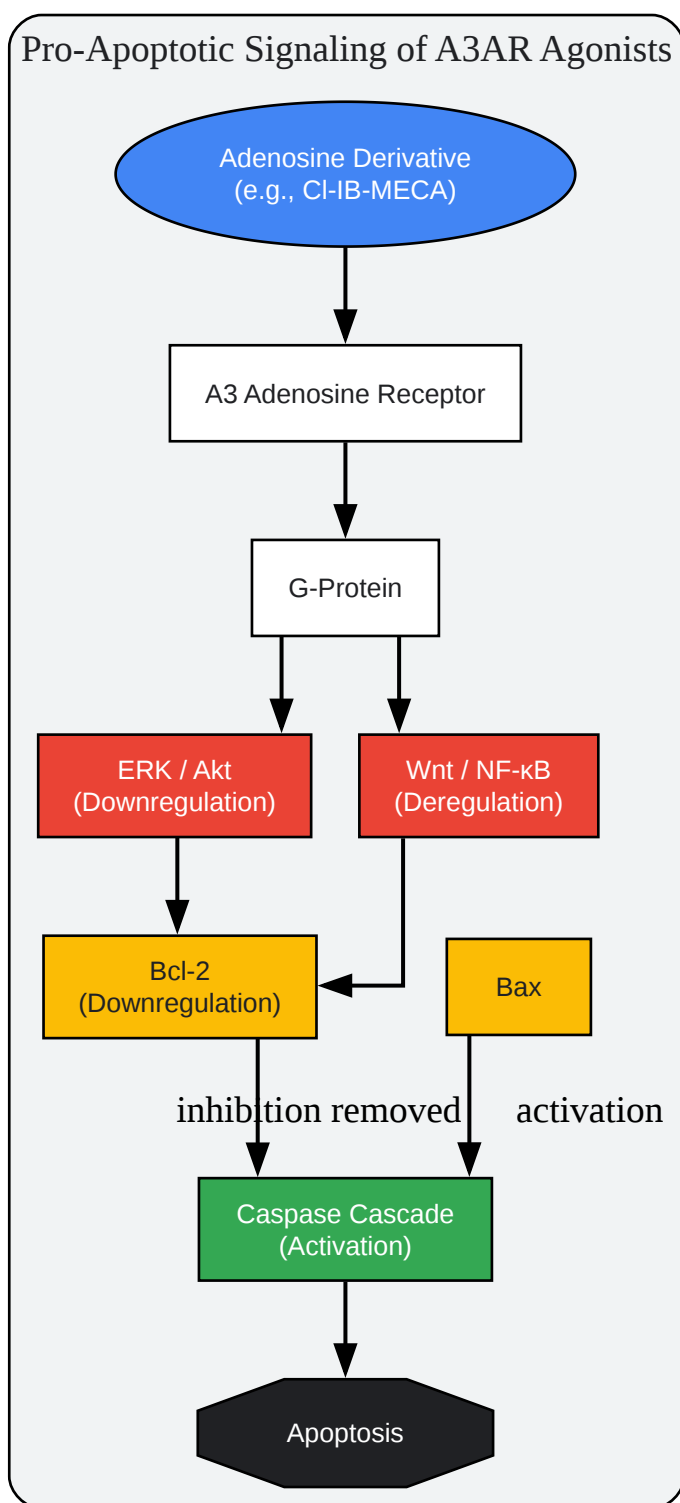 Pro-Apoptotic Signaling of A3AR Agonists
Adenosine Derivative
(e.g., Cl-IB-MECA)
A3 Adenosine Receptor
G-Protein
ERK / Akt
(Downregulation)
Wnt / NF-κB
(Deregulation)
Bcl-2
(Downregulation)
Bax
inhibition removed
activation
Caspase Cascade
(Activation)
Apoptosis